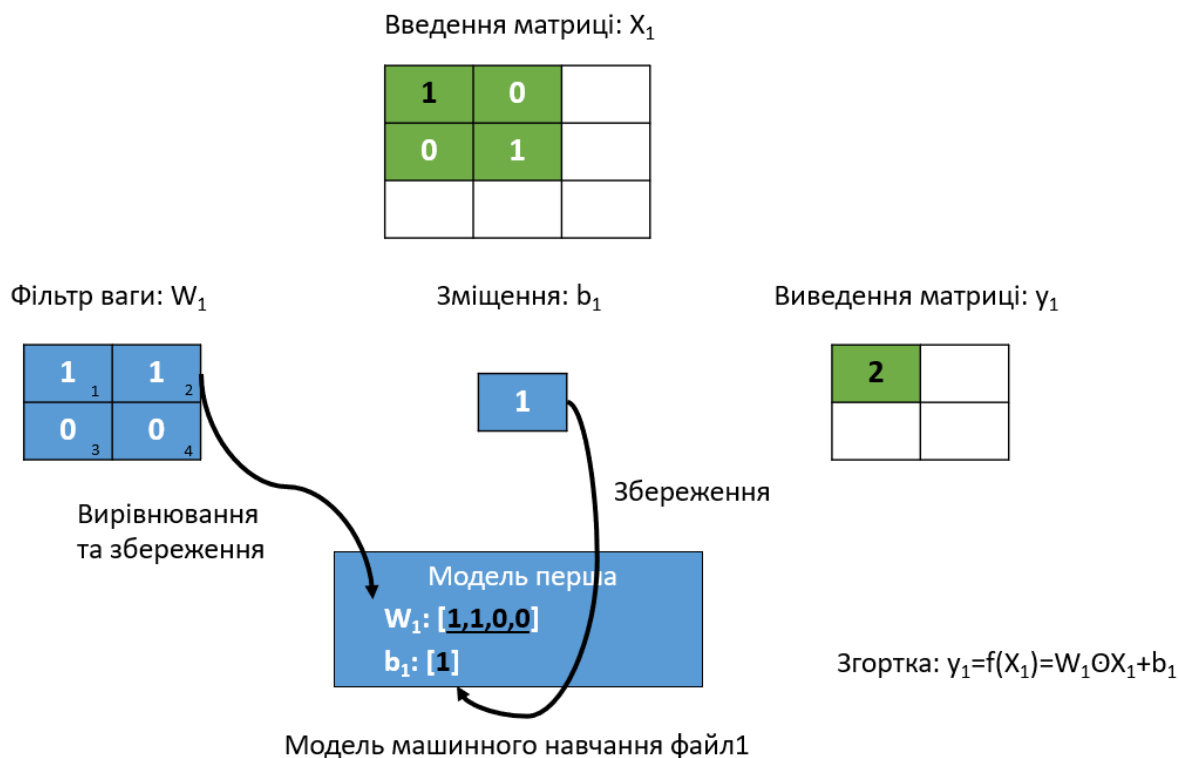 Введення матриці: X₁
1 0
0 1
Фільтр ваги: W₁
Зміщення: b₁
Виведення матриці: y₁
1 1 1 2
0 3 0 4
1
2
Збереження
Вирівнювання
та збереження
Модель перша
W₁: [1,1,0,0]
b₁: [1]
Згортка: y₁=f(X₁)=W₁ʘX₁+b₁
Модель машинного навчання файл1